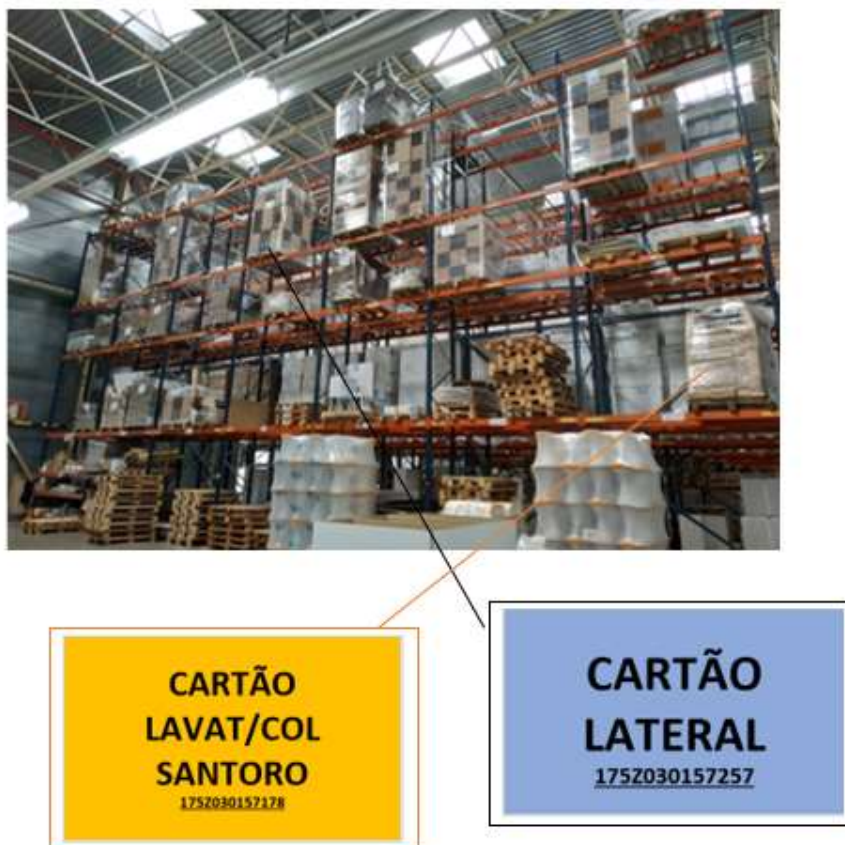 CARTÃO
LAVAT/COL
SANTORO
175Z030157178
CARTÃO
LATERAL
175Z030157257